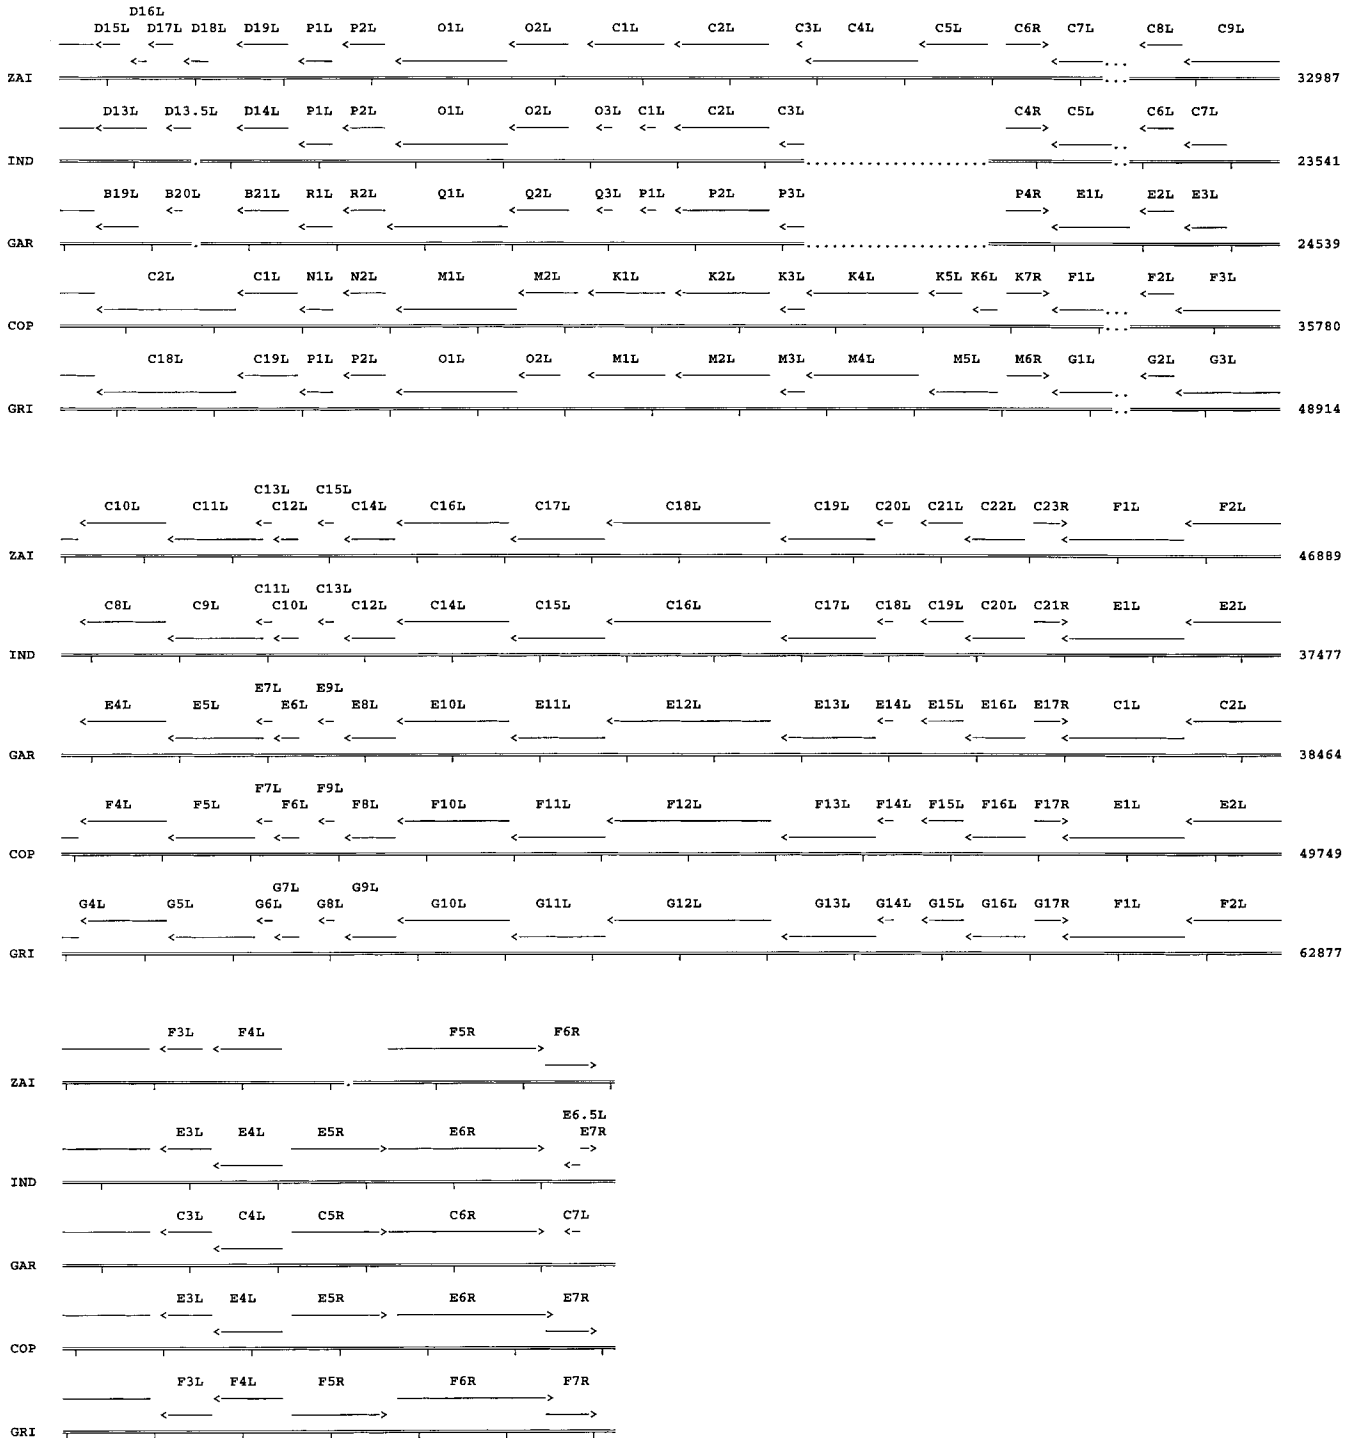 D16L
D15L D17L D18L D19L P1L P2L O1L O2L C1L C2L C3L C4L C5L C6R C7L C8L C9L
ZAI 32987
D13L D13.5L D14L P1L P2L O1L O2L O3L C1L C2L C3L C4R C5L C6L C7L
IND 23541
B19L B20L B21L R1L R2L Q1L Q2L Q3L P1L P2L P3L P4R E1L E2L E3L
GAR 24539
C2L C1L N1L N2L M1L M2L K1L K2L K3L K4L K5L K6L K7R F1L F2L F3L
COP 35780
C18L C19L P1L P2L O1L O2L M1L M2L M3L M4L M5L M6R G1L G2L G3L
GRI 48914
C13L C15L
C10L C11L C12L C14L C16L C17L C18L C19L C20L C21L C22L C23R F1L F2L
ZAI 46889
C11L C13L
C8L C9L C10L C12L C14L C15L C16L C17L C18L C19L C20L C21R E1L E2L
IND 37477
E7L E9L
E4L E5L E6L E8L E10L E11L E12L E13L E14L E15L E16L E17R C1L C2L
GAR 38464
F7L F9L
F4L F5L F6L F8L F10L F11L F12L F13L F14L F15L F16L F17R E1L E2L
COP 49749
G7L G9L
G4L G5L G6L G8L G10L G11L G12L G13L G14L G15L G16L G17R F1L F2L
GRI 62877
F3L F4L F5R F6R
ZAI
E6.5L
E3L E4L E5R E6R E7R
IND
C3L C4L C5R C6R C7L
GAR
E3L E4L E5R E6R E7R
COP
F3L F4L F5R F6R F7R
GRI